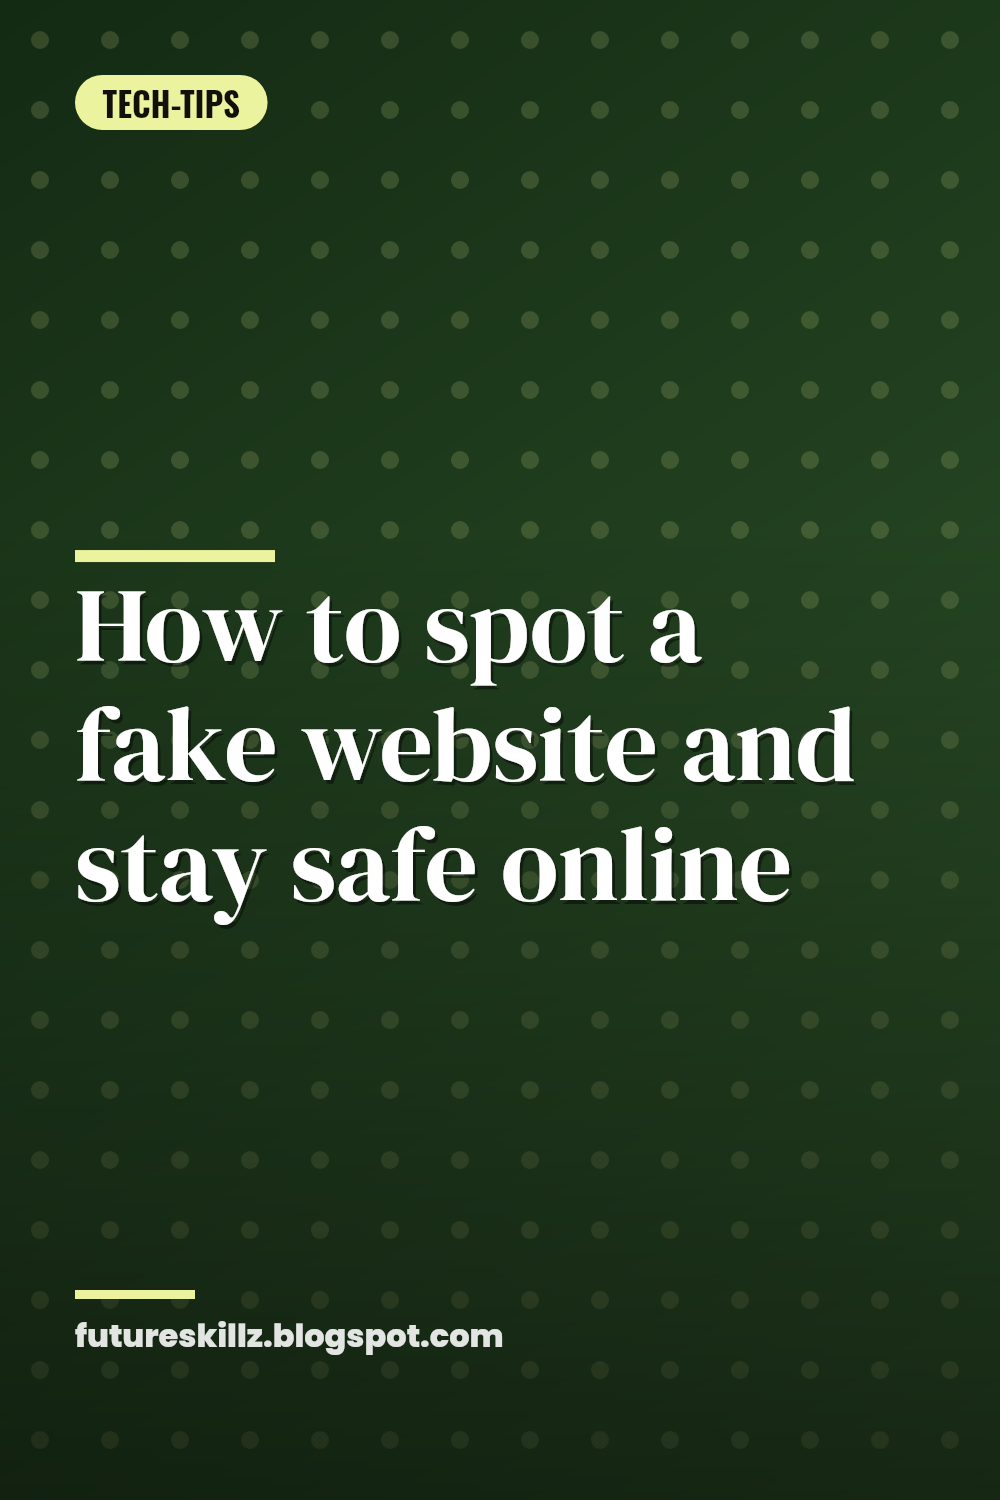 TECH-TIPS
How to spot a
fake website and
stay safe online
futureskillz.blogspot.com